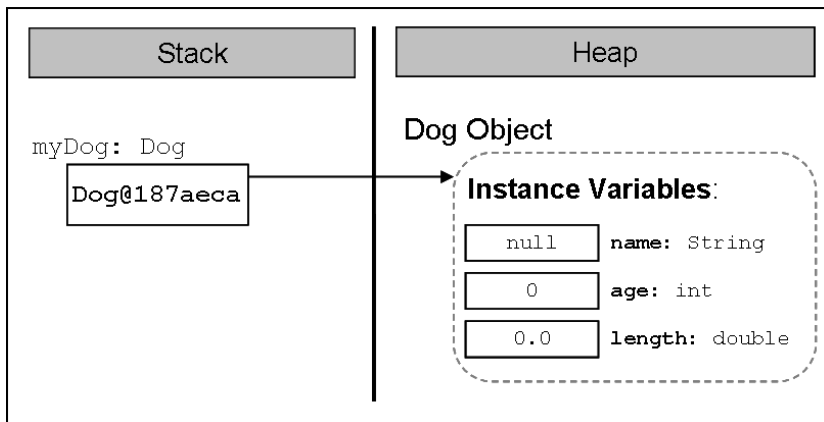 Stack
Heap
myDog: Dog
Dog@187aeca
Dog Object
Instance Variables:
null name: String
0 age: int
0.0 length: double